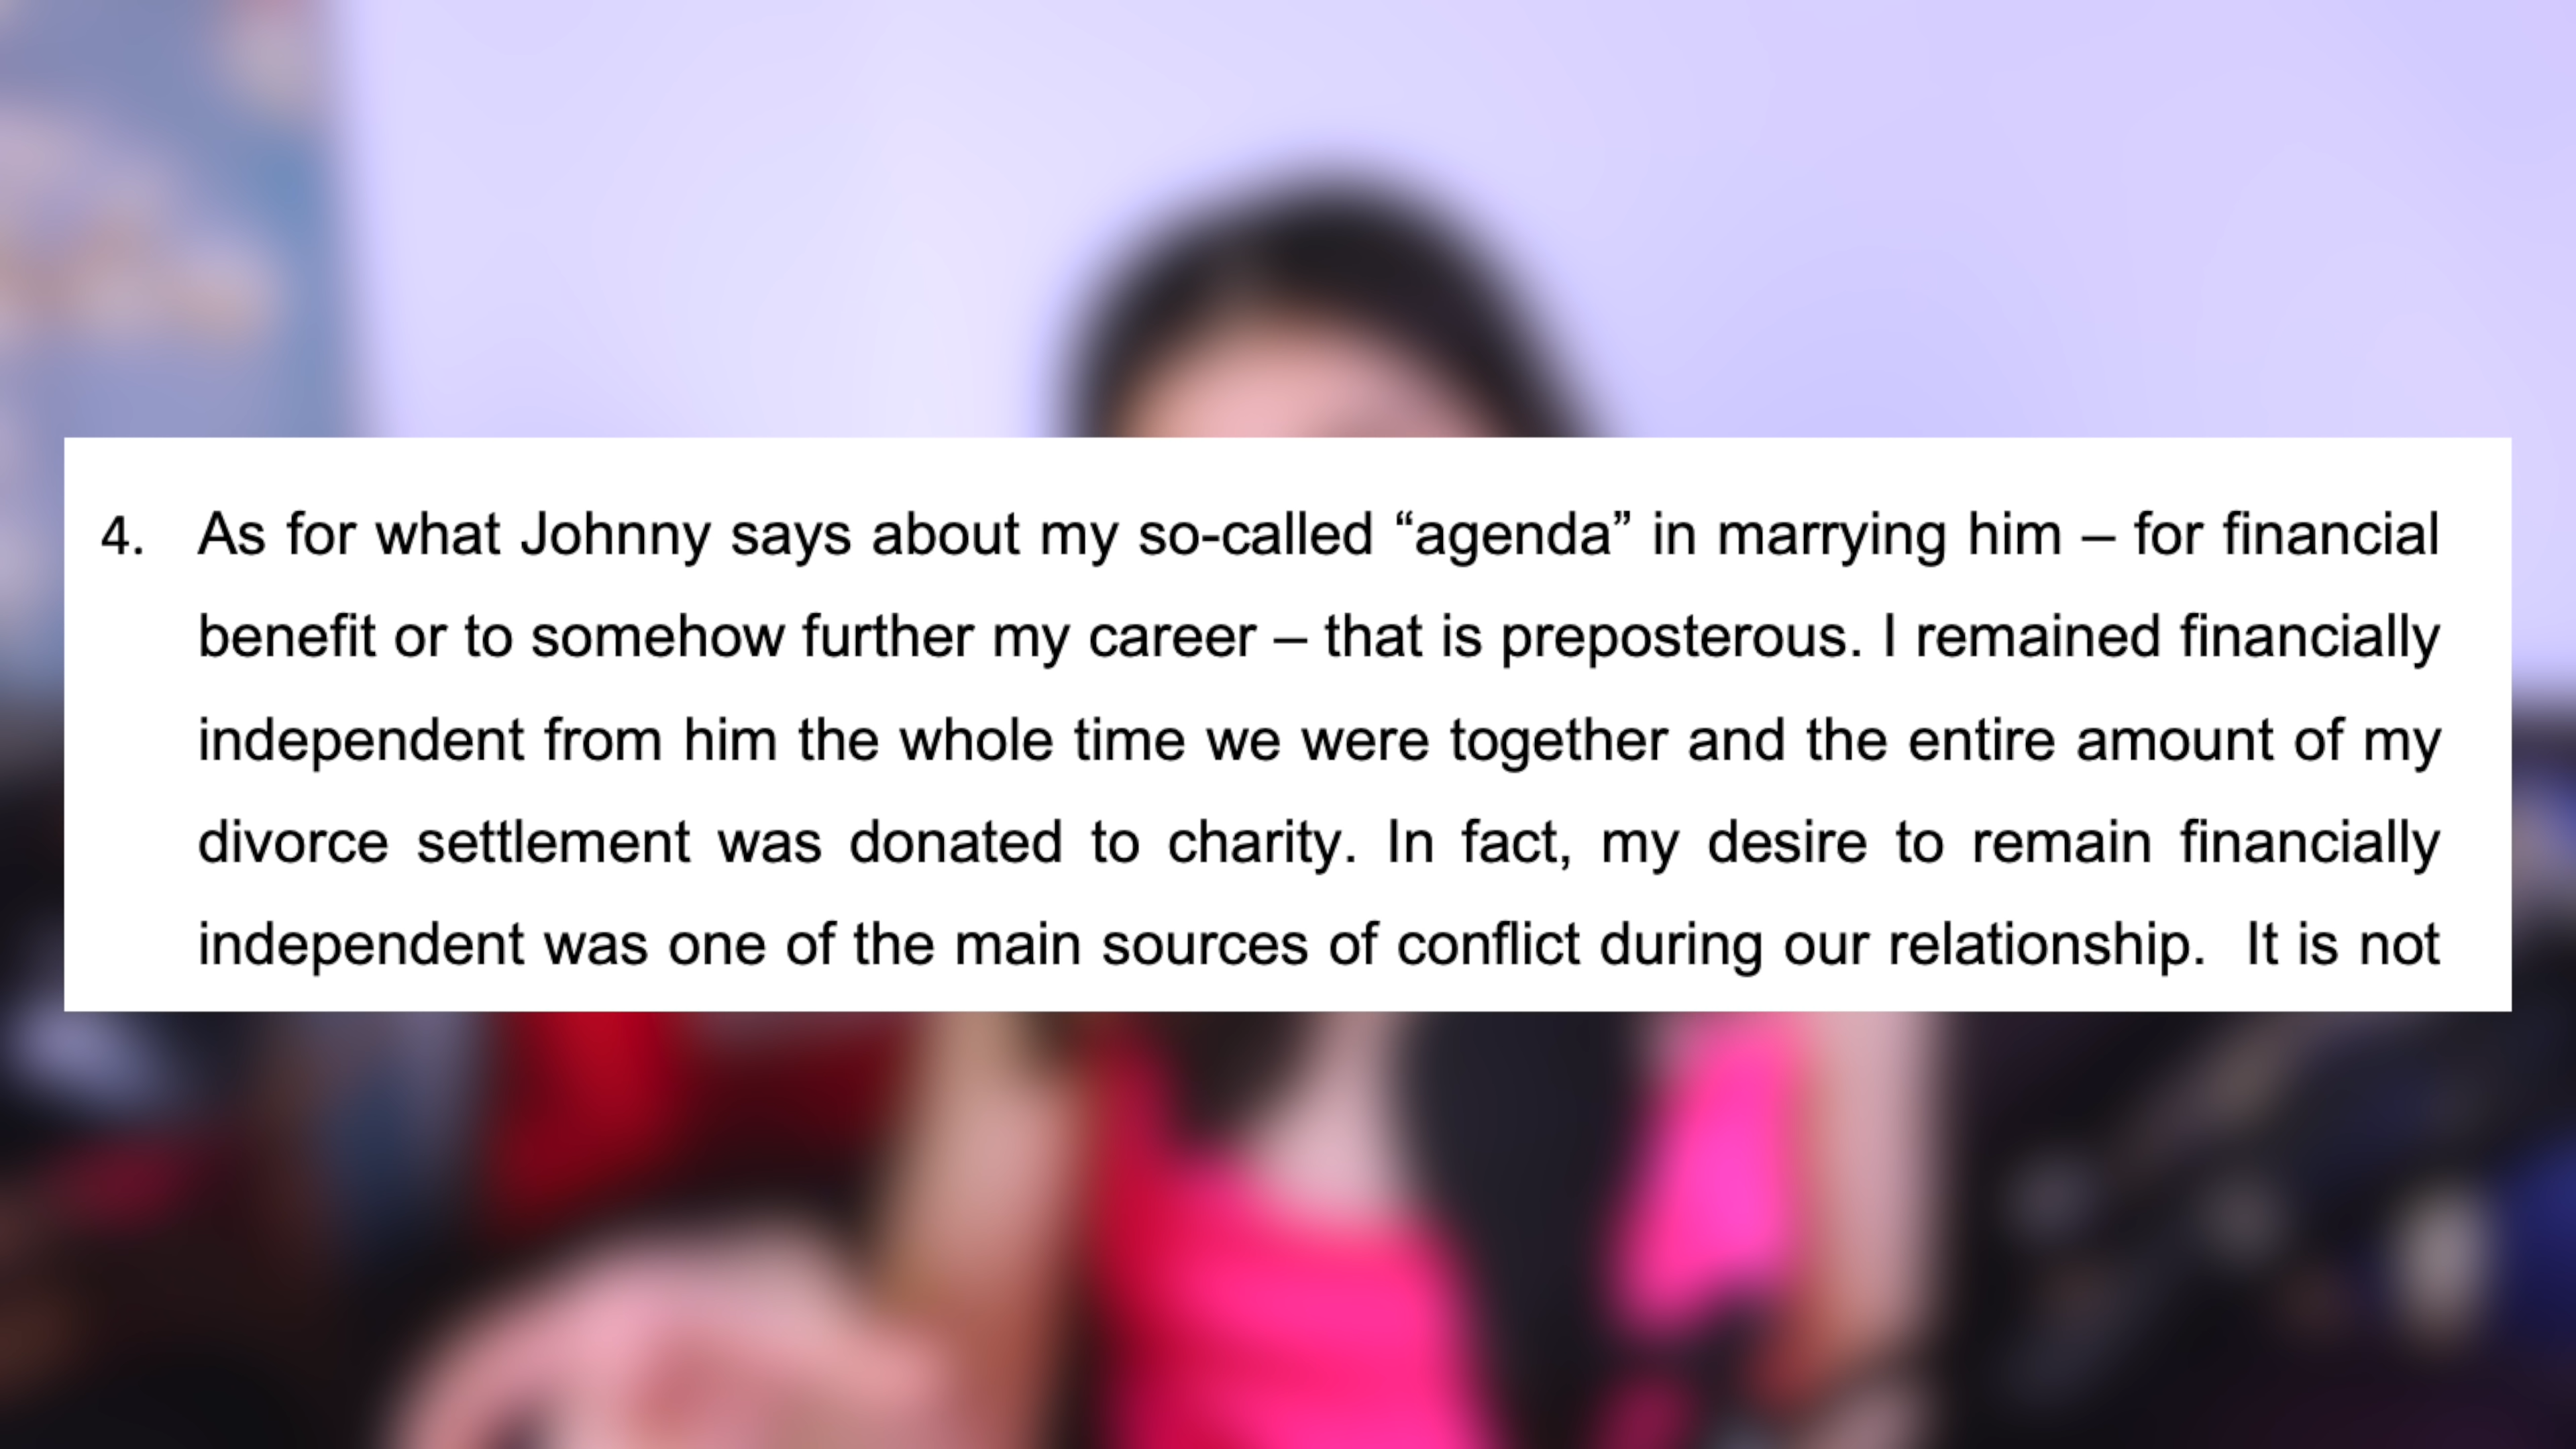 4. As for what Johnny says about my so-called “agenda” in marrying him – for financial
benefit or to somehow further my career – that is preposterous. I remained financially
independent from him the whole time we were together and the entire amount of my
divorce settlement was donated to charity. In fact, my desire to remain financially
independent was one of the main sources of conflict during our relationship.  It is not